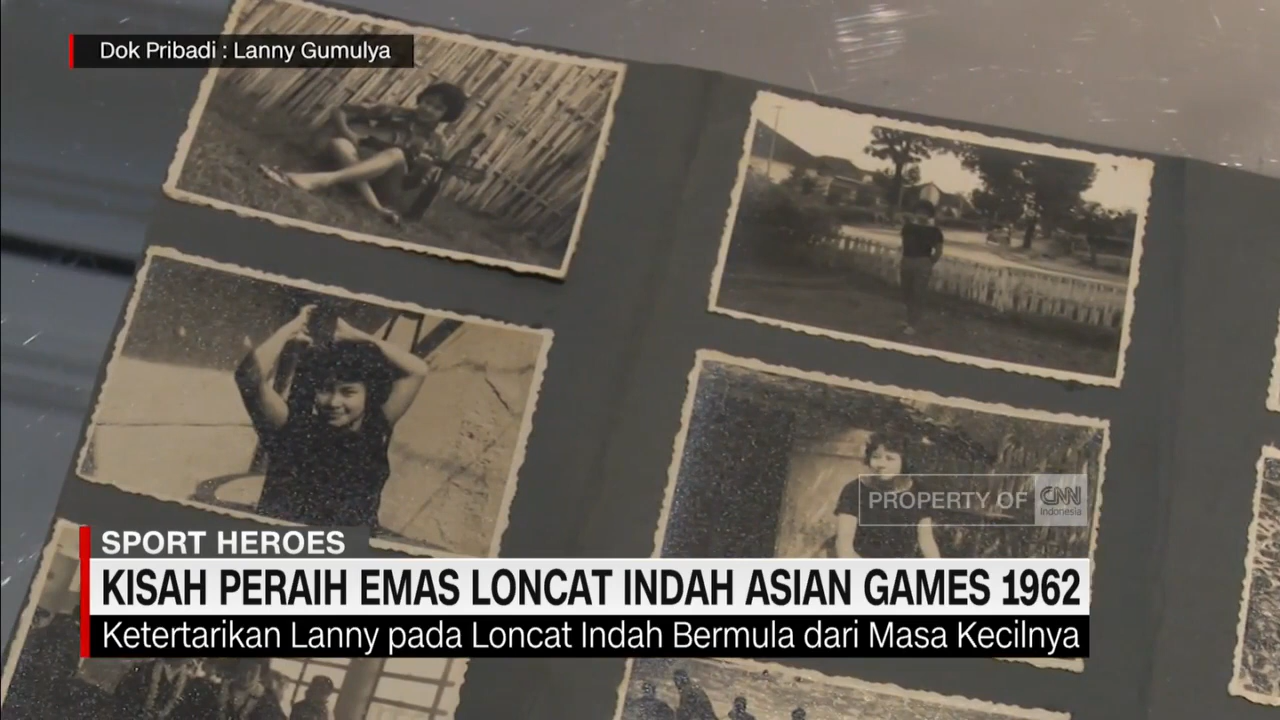 Dok Pribadi : Lanny Gumulya
PROPERTY OF CNN Indonesia
SPORT HEROES
KISAH PERAIH EMAS LONCAT INDAH ASIAN GAMES 1962
Ketertarikan Lanny pada Loncat Indah Bermula dari Masa Kecilnya